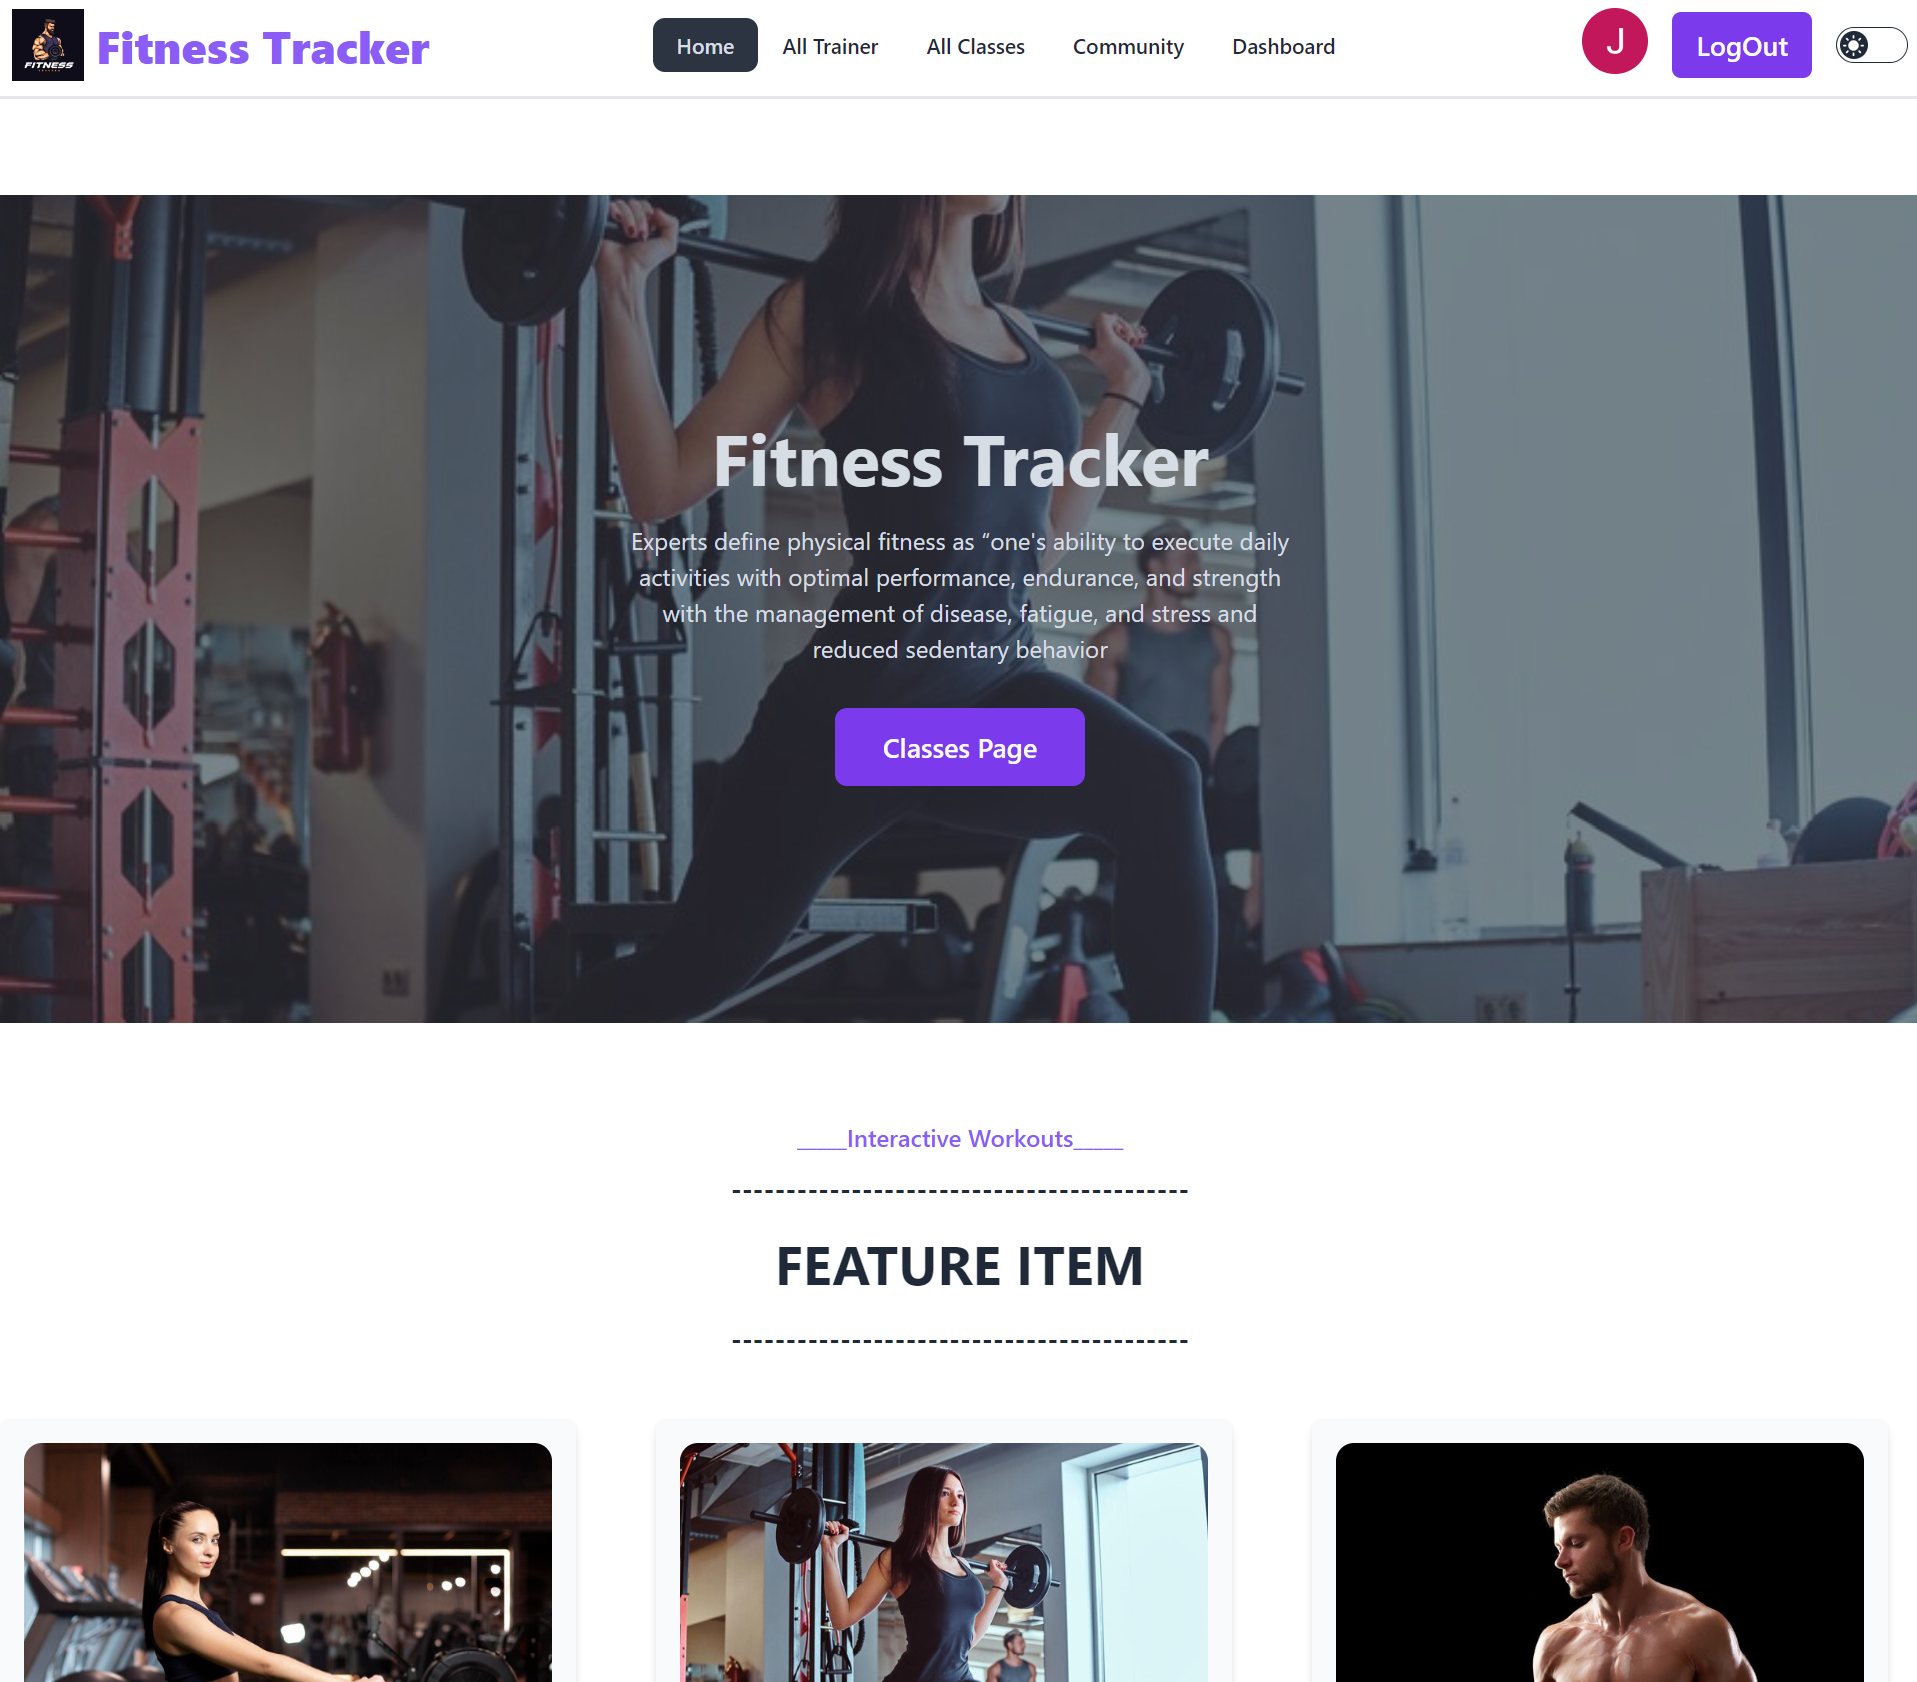 FITNESS
Fitness Tracker
Home
All Trainer
All Classes
Community
Dashboard
J
LogOut
Fitness Tracker
Experts define physical fitness as “one's ability to execute daily
activities with optimal performance, endurance, and strength
with the management of disease, fatigue, and stress and
reduced sedentary behavior
Classes Page
_____Interactive Workouts_____
------------------------------------------
FEATURE ITEM
------------------------------------------